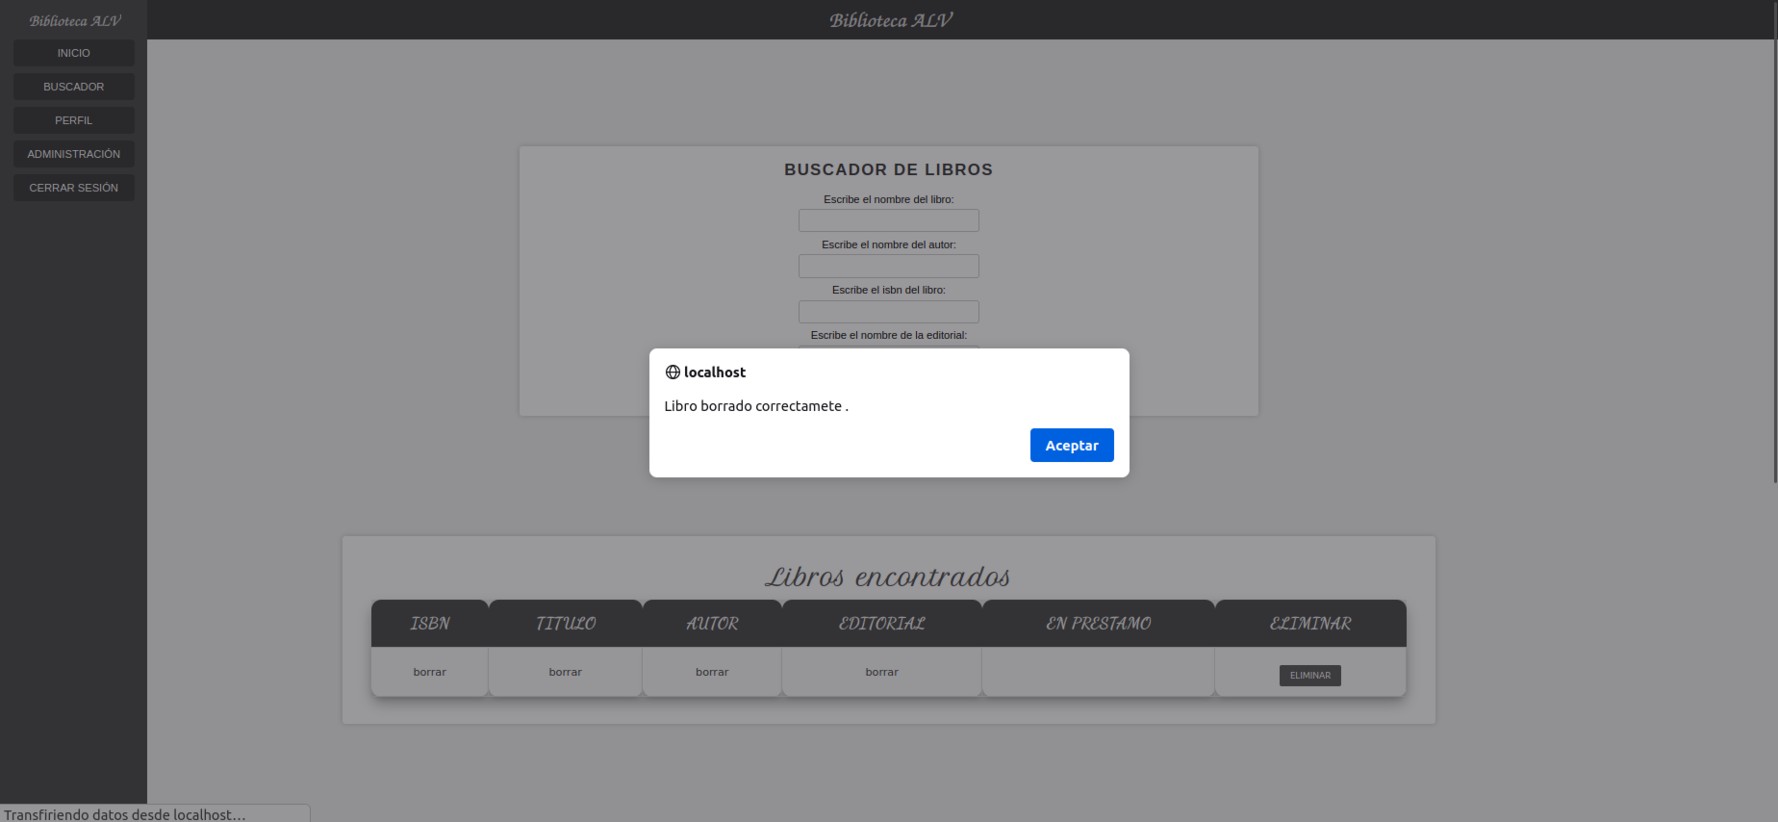 Biblioteca ALV
Biblioteca ALV
INICIO
BUSCADOR
PERFIL
ADMINISTRACIÓN
CERRAR SESIÓN
BUSCADOR DE LIBROS
Escribe el nombre del libro:
Escribe el nombre del autor:
Escribe el isbn del libro:
Escribe el nombre de la editorial:
localhost
Libro borrado correctamete .
Aceptar
Libros encontrados
ISBN TITULO AUTOR EDITORIAL EN PRESTAMO ELIMINAR
borrar borrar borrar borrar ELIMINAR
Transfiriendo datos desde localhost...